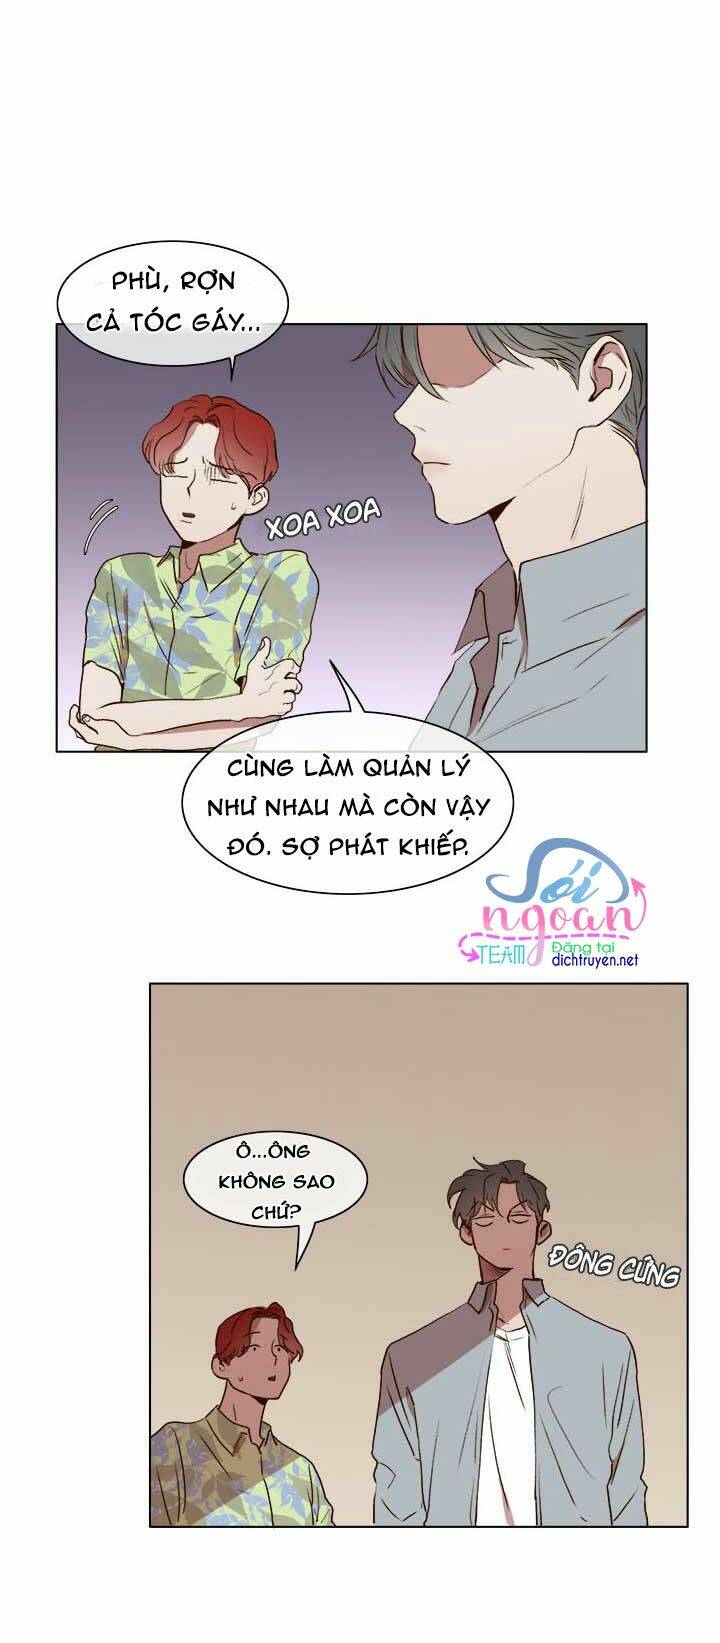 PHÙ, RỢN
CẢ TÓC GÁY...
XOA XOA
CÙNG LÀM QUẢN LÝ
NHƯ NHAU MÀ CÒN VẬY
ĐÓ. SỢ PHÁT KHIẾP.
Sói
ngoan
TEAM
Đăng tại
dichtruyen.net
Ô...ÔNG
KHÔNG SAO
CHỨ?
ĐÔNG CỨNG